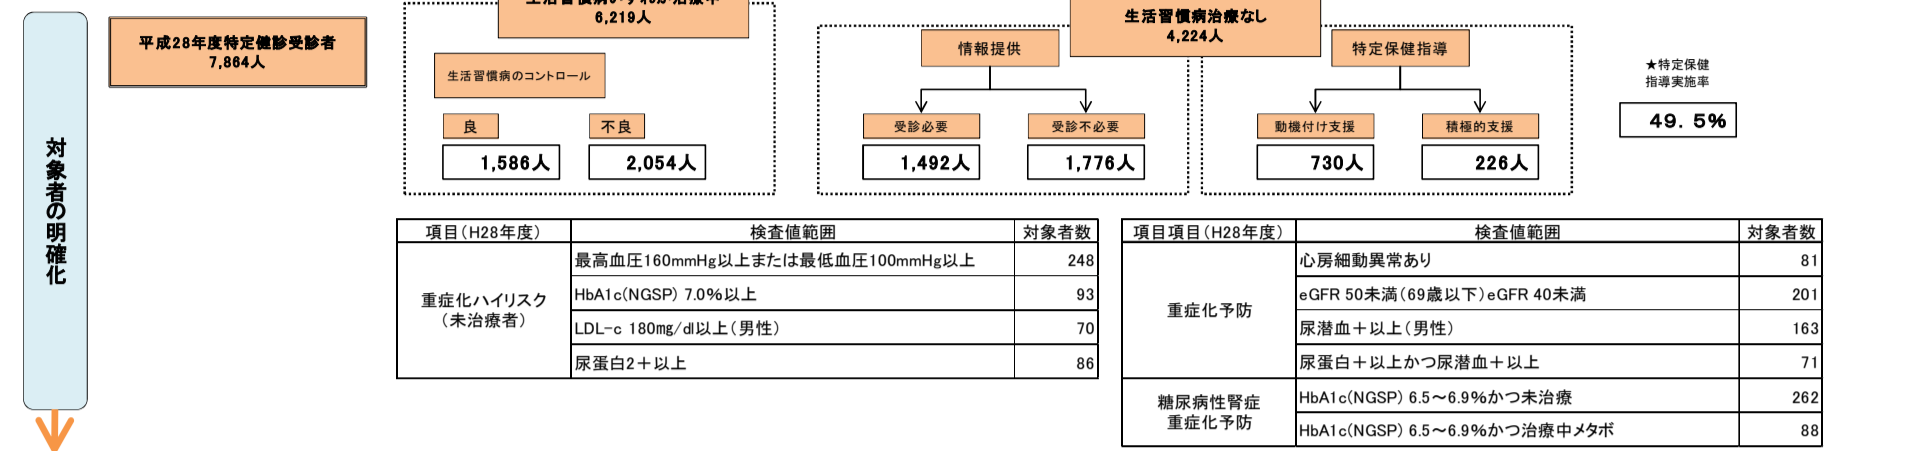 対象者の明確化
平成28年度特定健診受診者
7,864人
6,219人
生活習慣病のコントロール
良
不良
1,586人
2,054人
生活習慣病治療なし
4,224人
情報提供
特定保健指導
受診必要
受診不必要
動機付け支援
積極的支援
1,492人
1,776人
730人
226人
★特定保健
指導実施率
49.5%
項目(H28年度) 検査値範囲 対象者数
重症化ハイリスク
(未治療者)
最高血圧160mmHg以上または最低血圧100mmHg以上 248
HbA1c(NGSP) 7.0%以上 93
LDL-c 180㎎/dl以上(男性) 70
尿蛋白2+以上 86
項目項目(H28年度) 検査値範囲 対象者数
重症化予防
心房細動異常あり 81
eGFR 50未満(69歳以下)eGFR 40未満 201
尿潜血+以上(男性) 163
尿蛋白+以上かつ尿潜血+以上 71
糖尿病性腎症
重症化予防
HbA1c(NGSP) 6.5~6.9%かつ未治療 262
HbA1c(NGSP) 6.5~6.9%かつ治療中メタボ 88